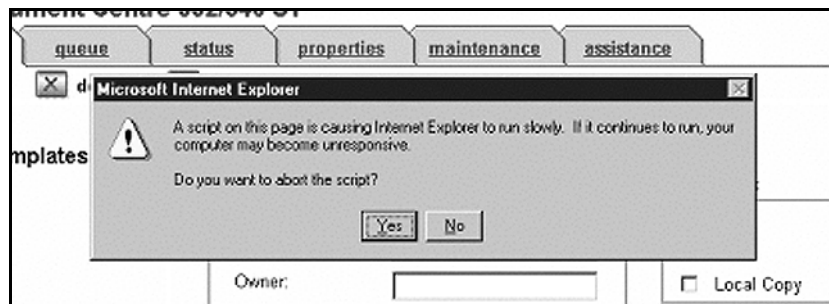 queue status properties maintenance assistance
Microsoft Internet Explorer
A script on this page is causing Internet Explorer to run slowly. If it continues to run, your
computer may become unresponsive.
mplates
Do you want to abort the script?
Yes No
Owner:
Local Copy